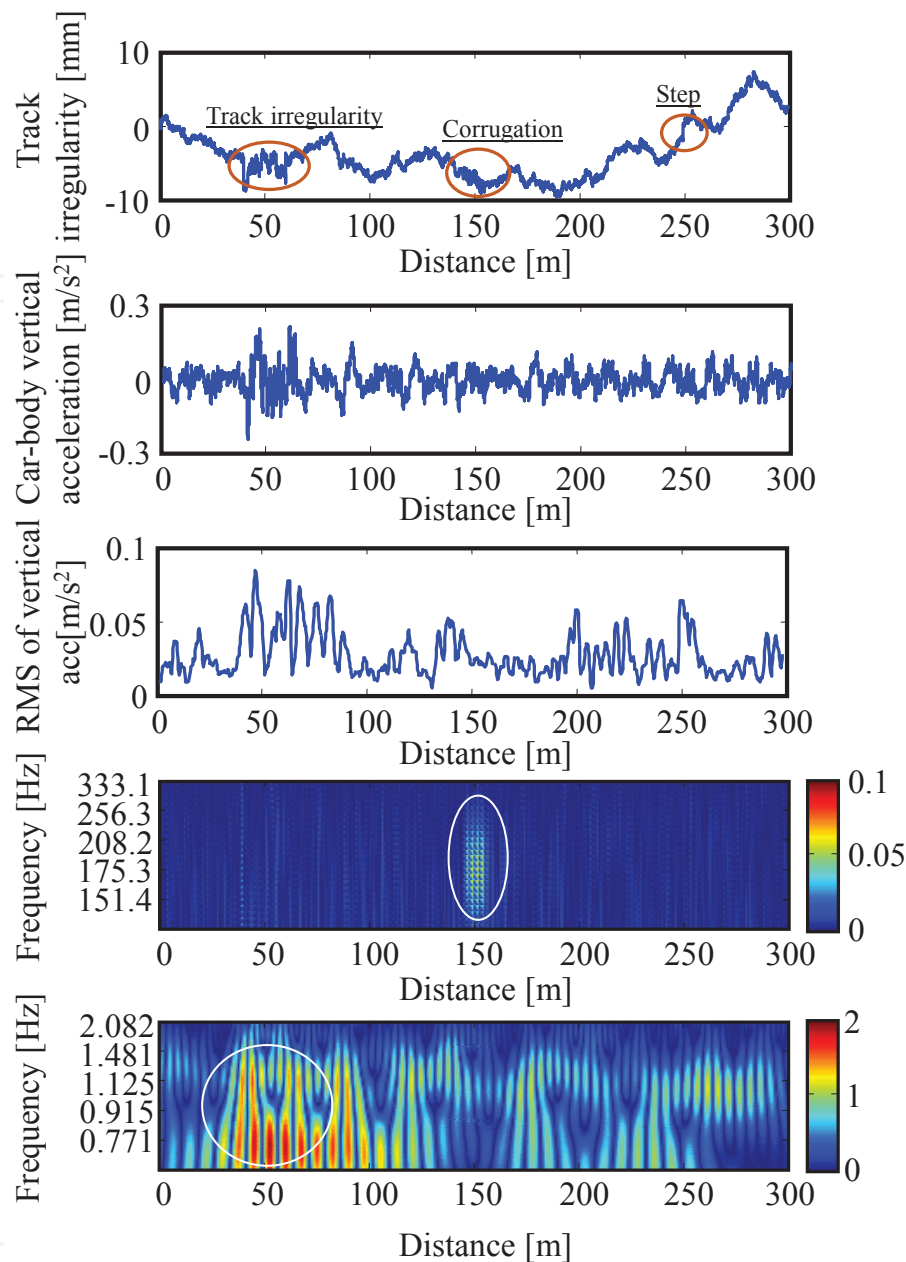 Track
irregularity [mm]
10
0
-10
Track irregularity
Corrugation
Step
0 50 100 150 200 250 300
Distance [m]
Car-body vertical
acceleration [m/s²]
0.3
0
-0.3
0 50 100 150 200 250 300
Distance [m]
RMS of vertical
acc[m/s²]
0.1
0.05
0
0 50 100 150 200 250 300
Distance [m]
Frequency [Hz]
333.1
256.3
208.2
175.3
151.4
0.1
0.05
0
0 50 100 150 200 250 300
Distance [m]
Frequency [Hz]
2.082
1.481
1.125
0.915
0.771
2
1
0
0 50 100 150 200 250 300
Distance [m]